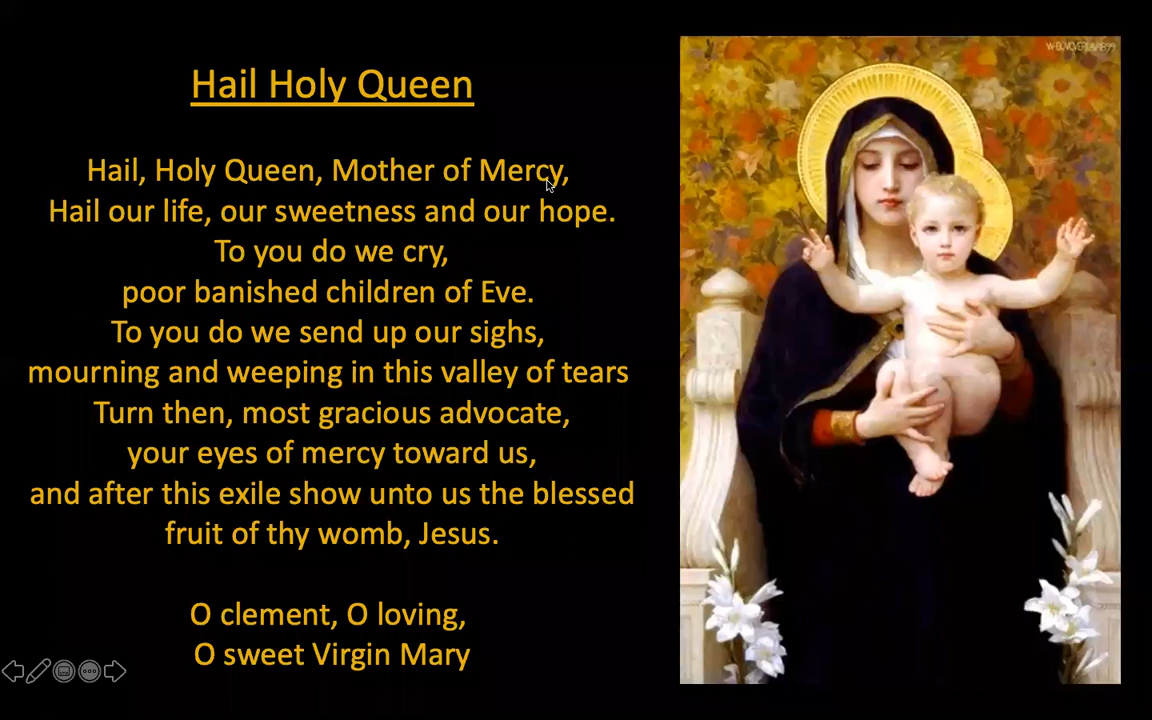 Hail Holy Queen
Hail, Holy Queen, Mother of Mercy,
Hail our life, our sweetness and our hope.
To you do we cry,
poor banished children of Eve.
To you do we send up our sighs,
mourning and weeping in this valley of tears
Turn then, most gracious advocate,
your eyes of mercy toward us,
and after this exile show unto us the blessed
fruit of thy womb, Jesus.
O clement, O loving,
O sweet Virgin Mary